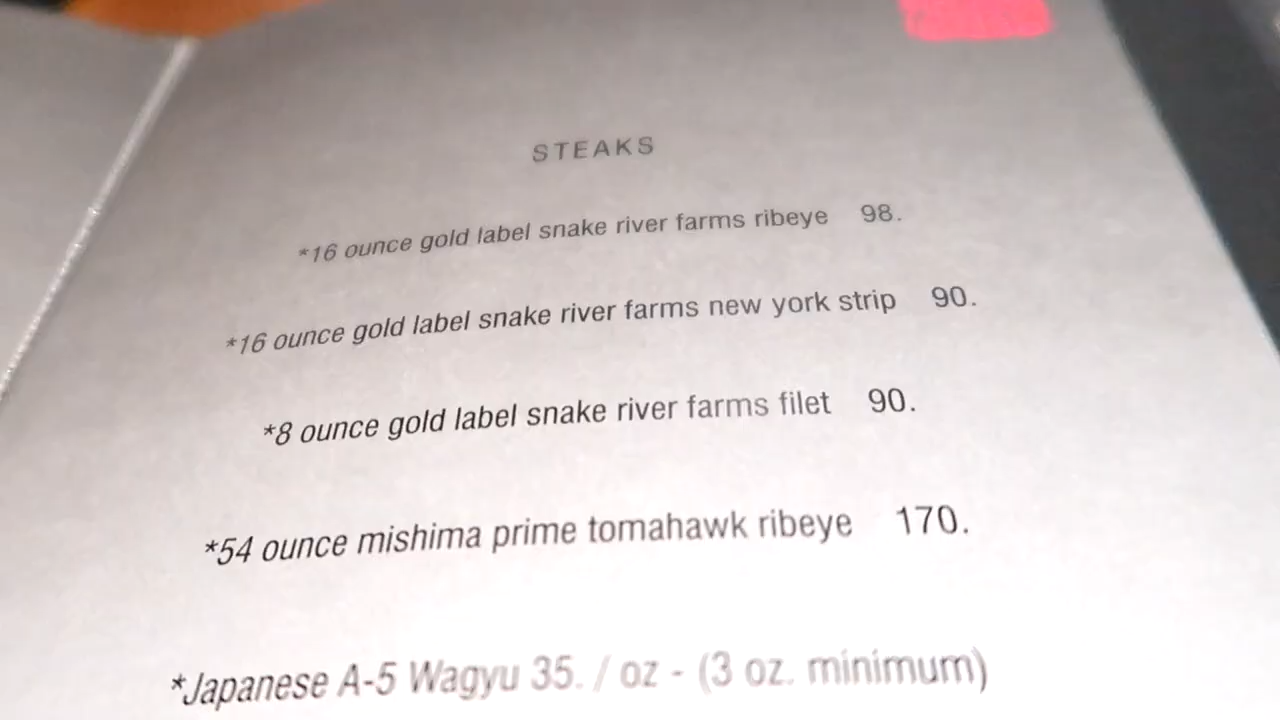 STEAKS
*16 ounce gold label snake river farms ribeye 98.
*16 ounce gold label snake river farms new york strip 90.
*8 ounce gold label snake river farms filet 90.
*54 ounce mishima prime tomahawk ribeye 170.
*Japanese A-5 Wagyu 35. / oz - (3 oz. minimum)